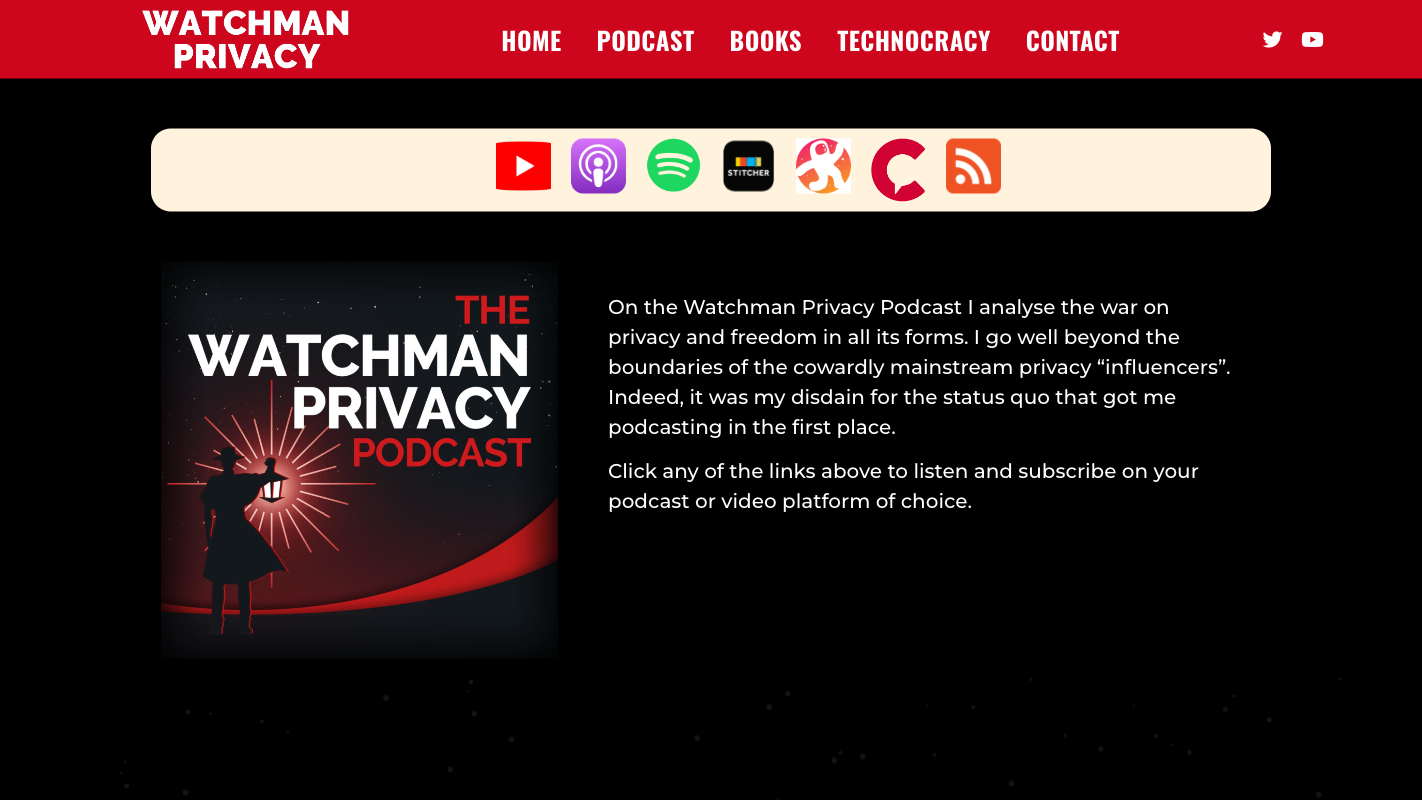 WATCHMAN
PRIVACY
HOME PODCAST BOOKS TECHNOCRACY CONTACT
STITCHER
THE
WATCHMAN
PRIVACY
PODCAST
On the Watchman Privacy Podcast I analyse the war on
privacy and freedom in all its forms. I go well beyond the
boundaries of the cowardly mainstream privacy “influencers”.
Indeed, it was my disdain for the status quo that got me
podcasting in the first place.
Click any of the links above to listen and subscribe on your
podcast or video platform of choice.